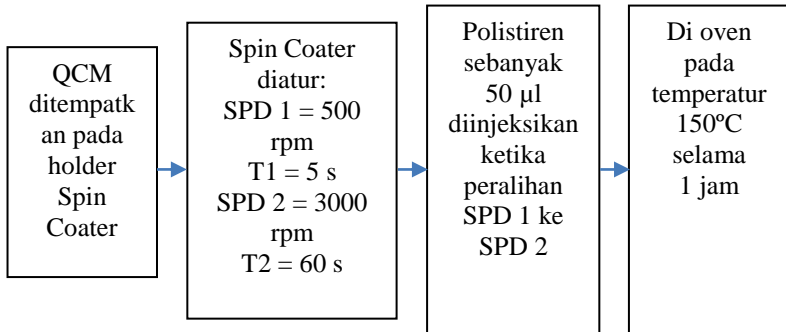 QCM
ditempatk
an pada
holder
Spin
Coater
Spin Coater
diatur:
SPD 1 = 500
rpm
T1 = 5 s
SPD 2 = 3000
rpm
T2 = 60 s
Polistiren
sebanyak
50 µl
diinjeksikan
ketika
peralihan
SPD 1 ke
SPD 2
Di oven
pada
temperatur
150ºC
selama
1 jam